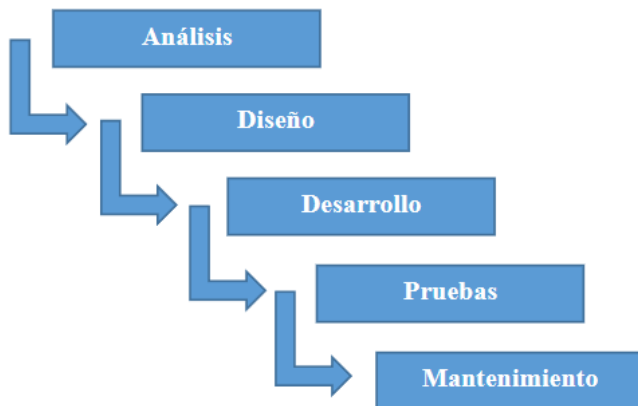 Análisis
Diseño
Desarrollo
Pruebas
Mantenimiento